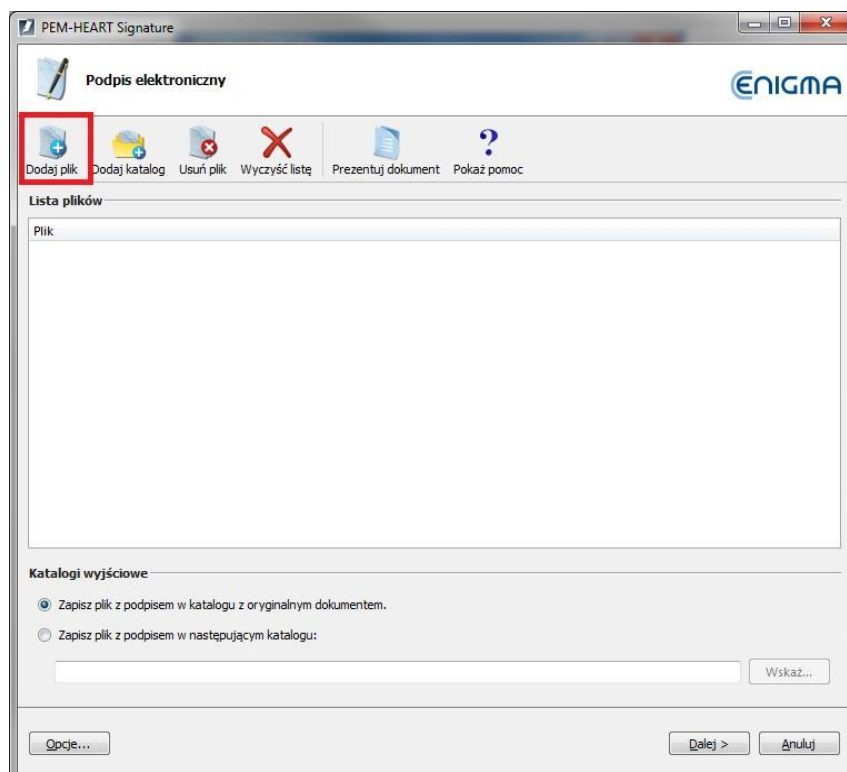 PEM-HEART Signature
Podpis elektroniczny
ENIGMA
Dodaj plik Dodaj katalog Usuń plik Wyczyść listę Prezentuj dokument Pokaż pomoc
Lista plików
Plik
Katalogi wyjściowe
Zapisz plik z podpisem w katalogu z oryginalnym dokumentem.
Zapisz plik z podpisem w następującym katalogu:
Wskaż...
Opcje... Dalej > Anuluj